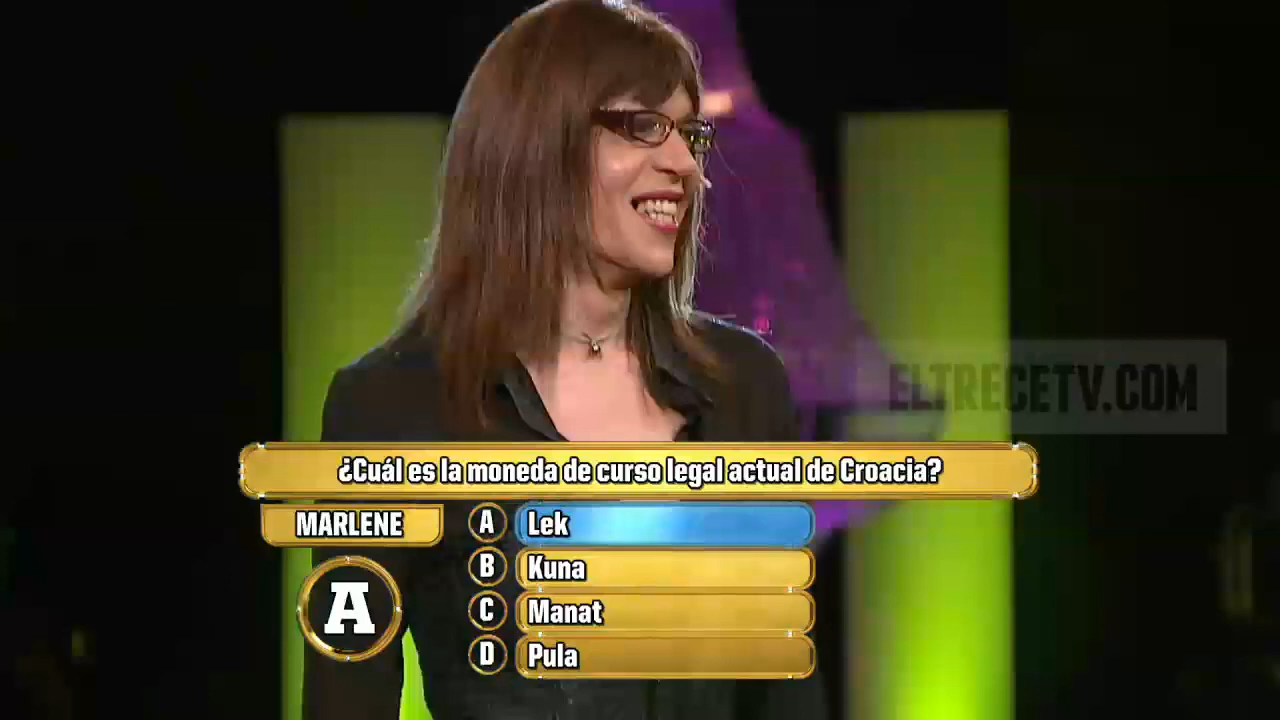 ELTRECETV.COM
¿Cuál es la moneda de curso legal actual de Croacia?
MARLENE
A
A Lek
B Kuna
C Manat
D Pula